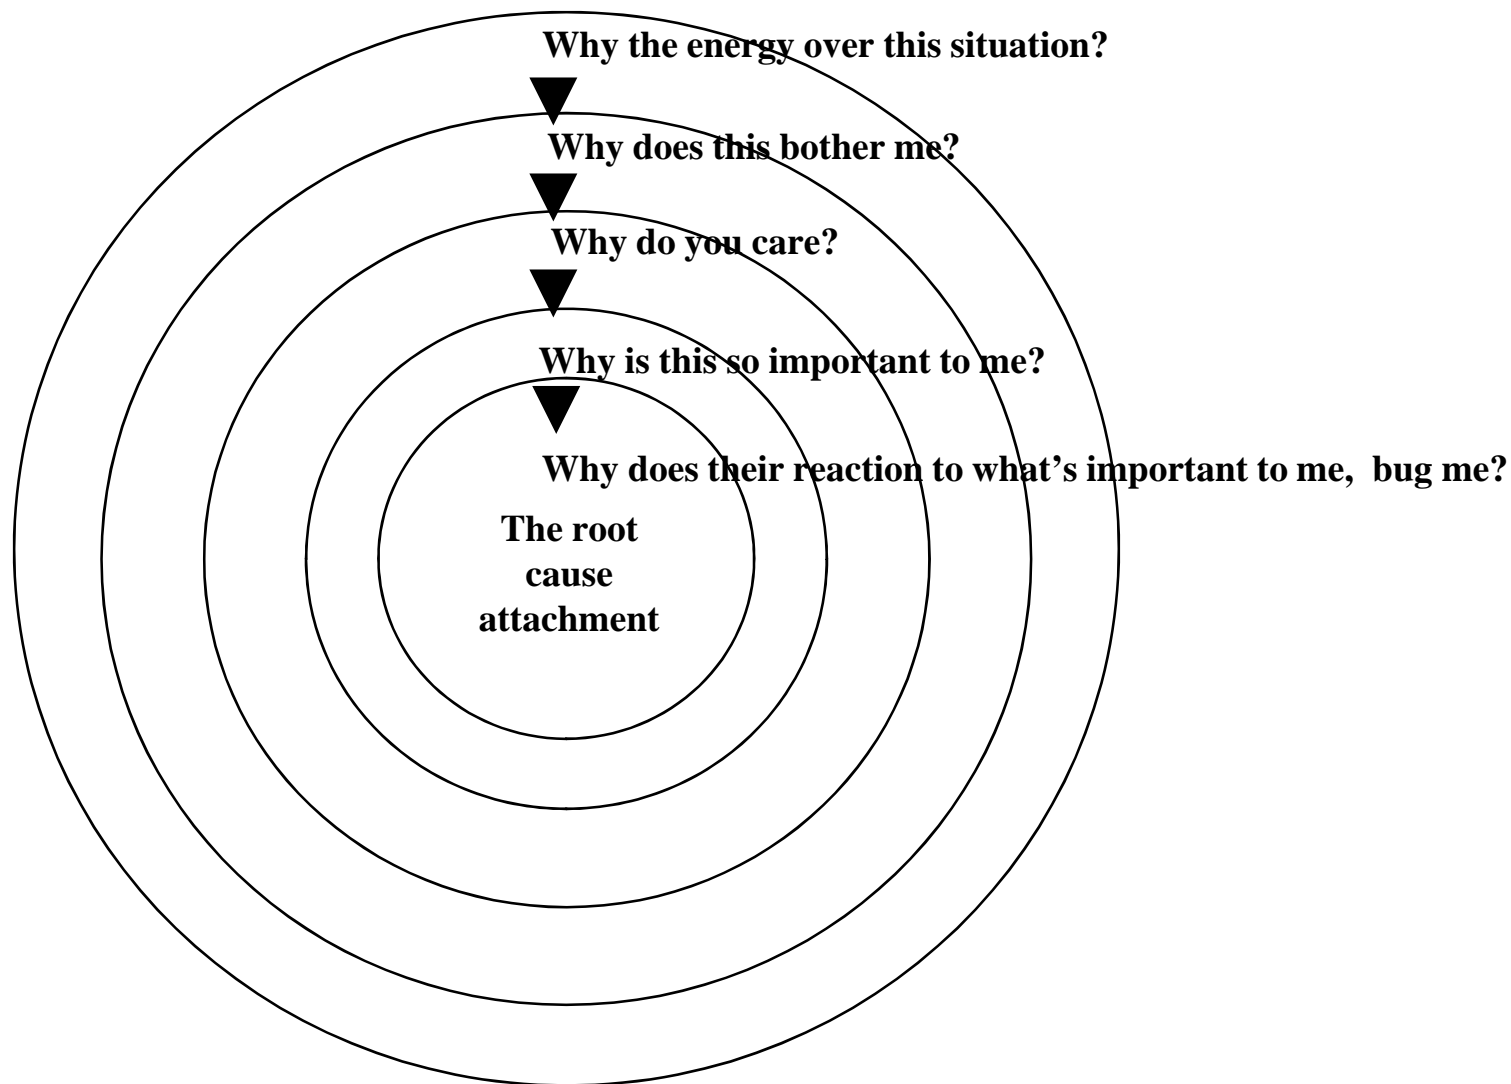 Why the energy over this situation?
Why does this bother me?
Why do you care?
Why is this so important to me?
Why does their reaction to what’s important to me,  bug me?
The root
cause
attachment